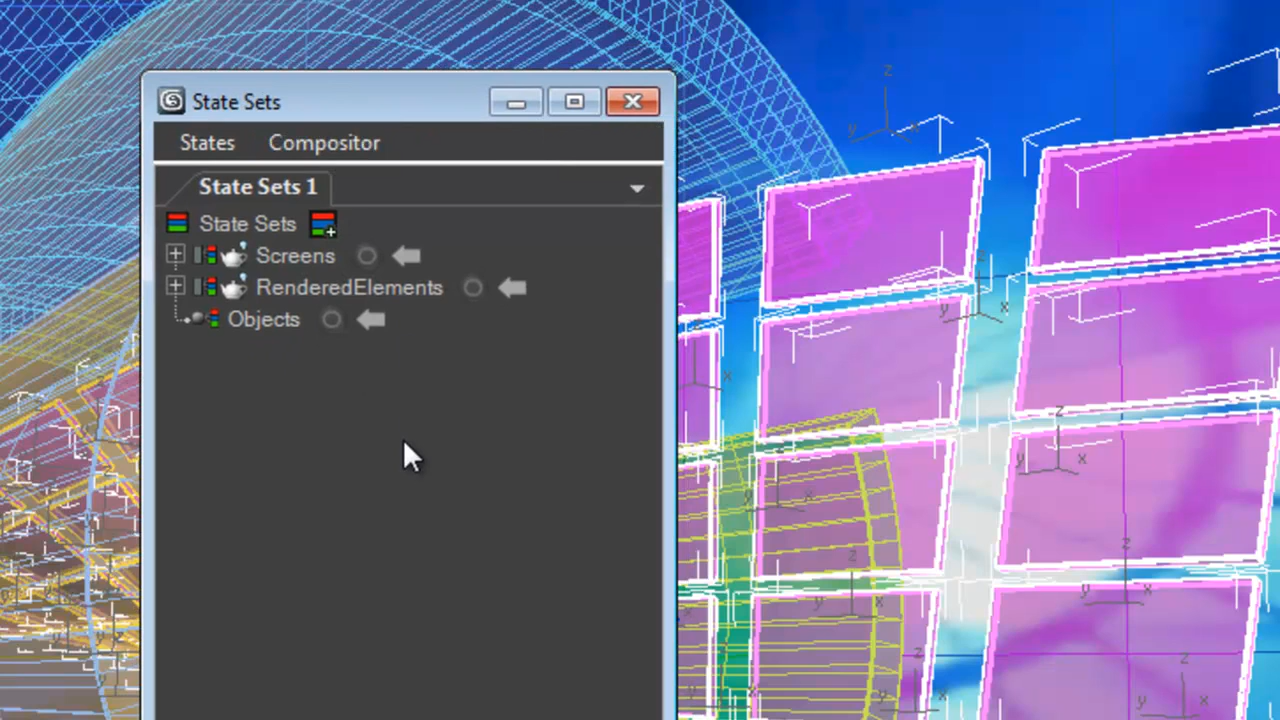 State Sets
States Compositor
State Sets 1
State Sets
Screens
RenderedElements
Objects
z
y x
z
y x
x
z
y x
y x
z
y x
z
y x
z
y x
z
y x